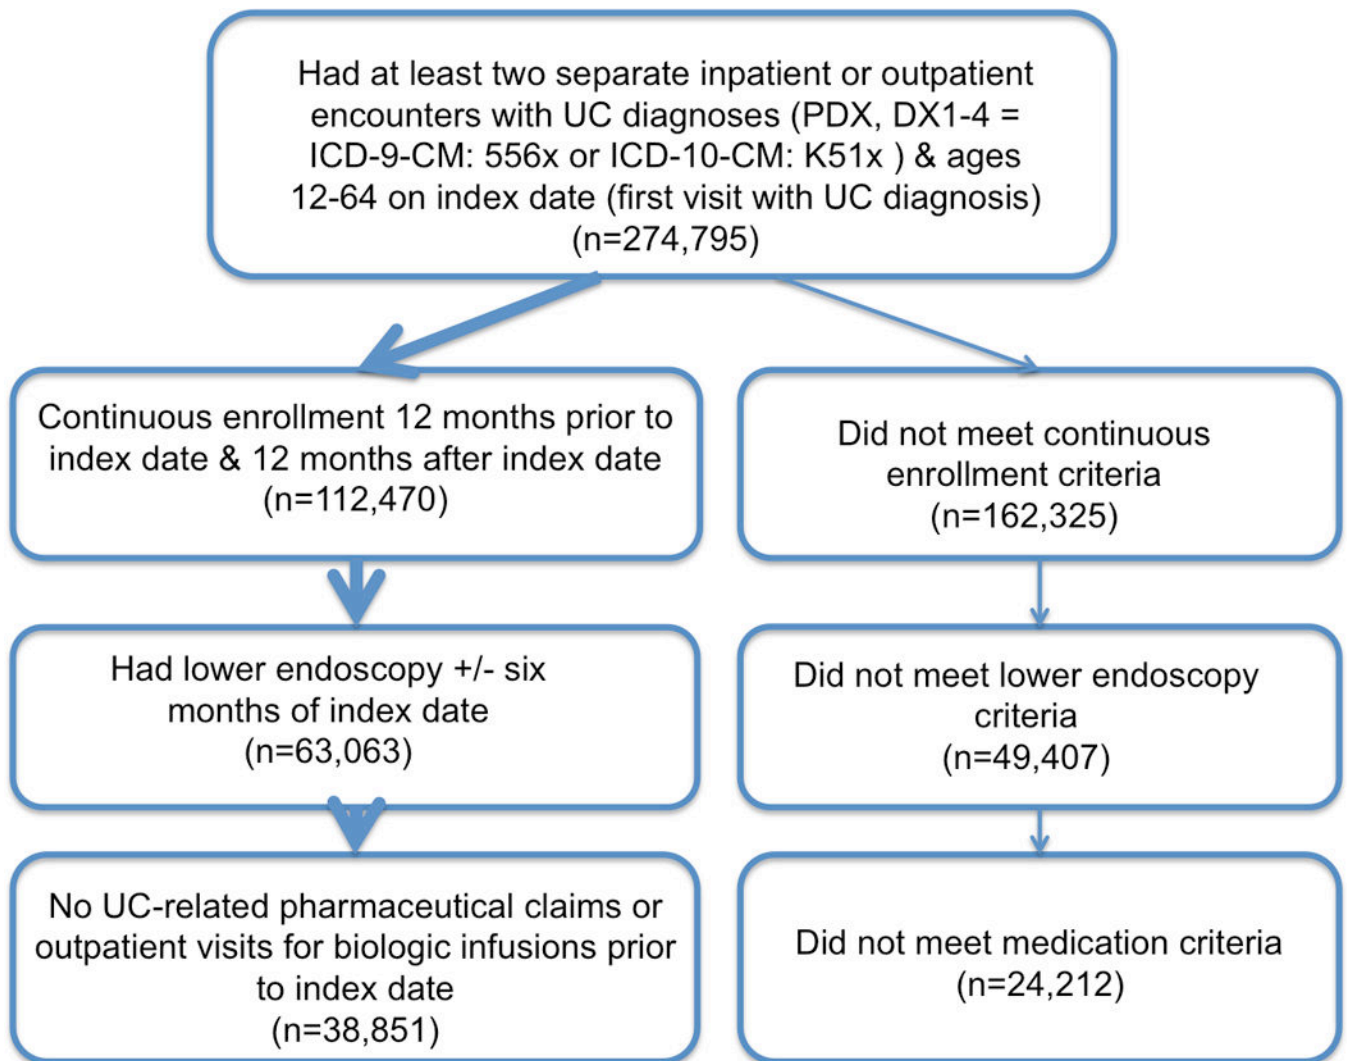 Had at least two separate inpatient or outpatient
encounters with UC diagnoses (PDX, DX1-4 =
ICD-9-CM: 556x or ICD-10-CM: K51x ) & ages
12-64 on index date (first visit with UC diagnosis)
(n=274,795)
Continuous enrollment 12 months prior to
index date & 12 months after index date
(n=112,470)
Did not meet continuous
enrollment criteria
(n=162,325)
Had lower endoscopy +/- six
months of index date
(n=63,063)
Did not meet lower endoscopy
criteria
(n=49,407)
No UC-related pharmaceutical claims or
outpatient visits for biologic infusions prior
to index date
(n=38,851)
Did not meet medication criteria
(n=24,212)